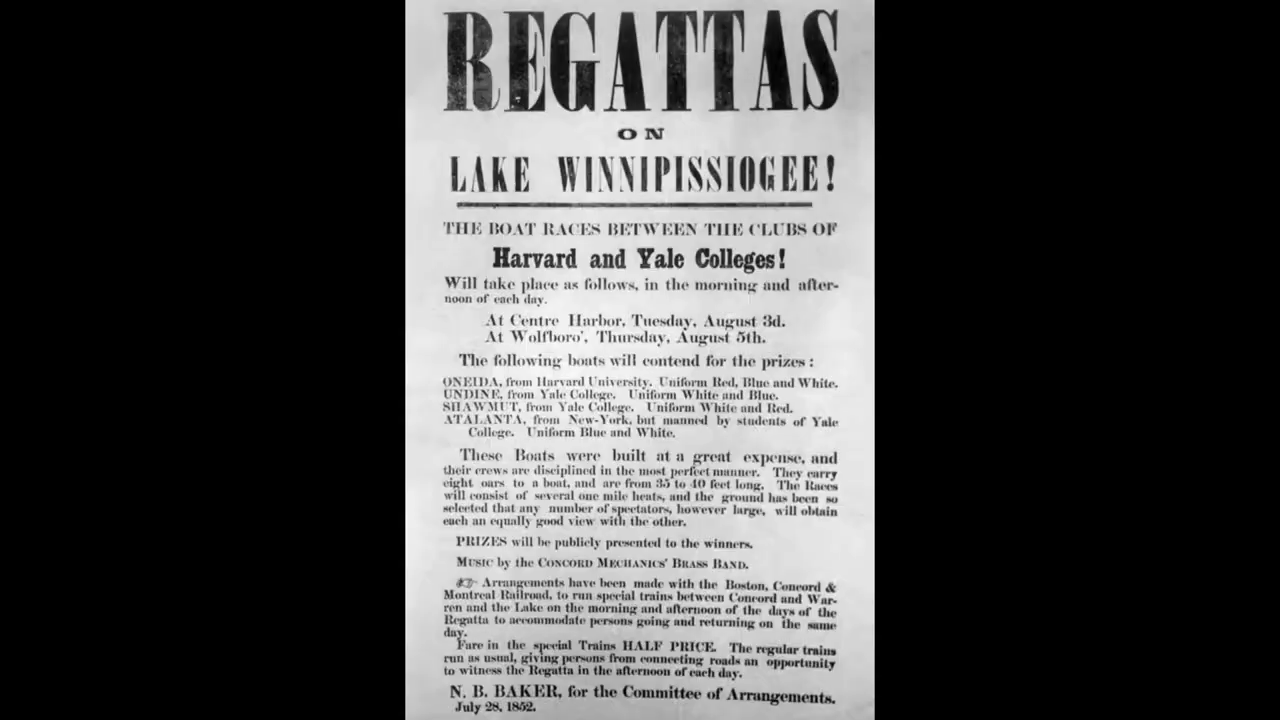 REGATTAS
ON
LAKE WINNIPISSIOGEE!
THE BOAT RACES BETWEEN THE CLUBS OF
Harvard and Yale Colleges!
Will take place as follows, in the morning and after-
noon of each day.
At Centre Harbor, Tuesday, August 3d.
At Wolfboro', Thursday, August 5th.
The following boats will contend for the prizes:
ONEIDA, from Harvard University. Uniform Red, Blue and White.
UNDINE, from Yale College. Uniform White and Blue.
SHAWMUT, from Yale College. Uniform White and Red.
ATALANTA, from New-York, but manned by students of Yale
College. Uniform Blue and White.
These Boats were built at a great expense, and
their crews are disciplined in the most perfect manner. They carry
eight oars to a boat, and are from 35 to 40 feet long. The Races
will consist of several one mile heats, and the ground has been so
selected that any number of spectators, however large, will obtain
each an equally good view with the other.
PRIZES will be publicly presented to the winners.
MUSIC by the CONCORD MECHANICS' BRASS BAND.
☞ Arrangements have been made with the Boston, Concord &
Montreal Railroad, to run special trains between Concord and War-
ren and the Lake on the morning and afternoon of the days of the
Regatta to accommodate persons going and returning on the same
day.
Fare in the special Trains HALF PRICE. The regular trains
run as usual, giving persons from connecting roads an opportunity
to witness the Regatta in the afternoon of each day.
N. B. BAKER, for the Committee of Arrangements.
July 28, 1852.